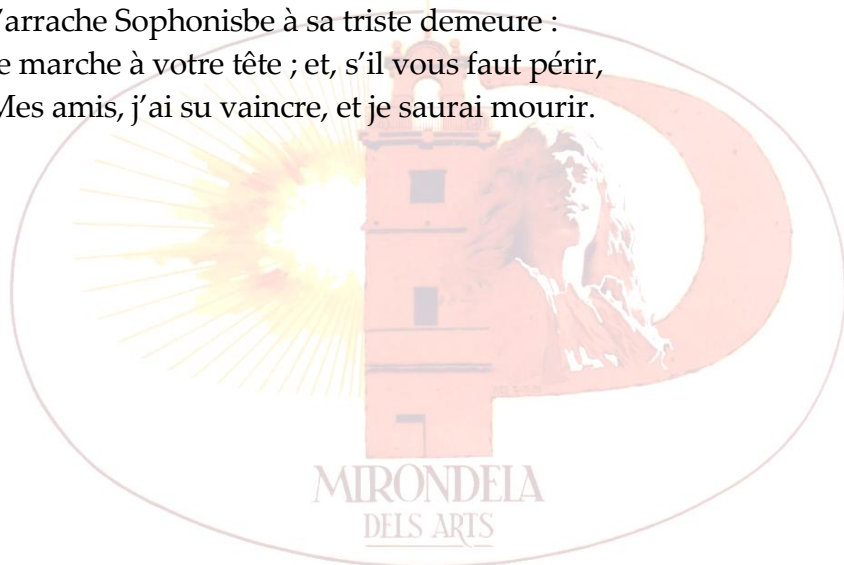 'arrache Sophonisbe à sa triste demeure :
e marche à votre tête ; et, s'il vous faut périr,
Mes amis, j'ai su vaincre, et je saurai mourir.
MIRONDELA
DELS ARTS